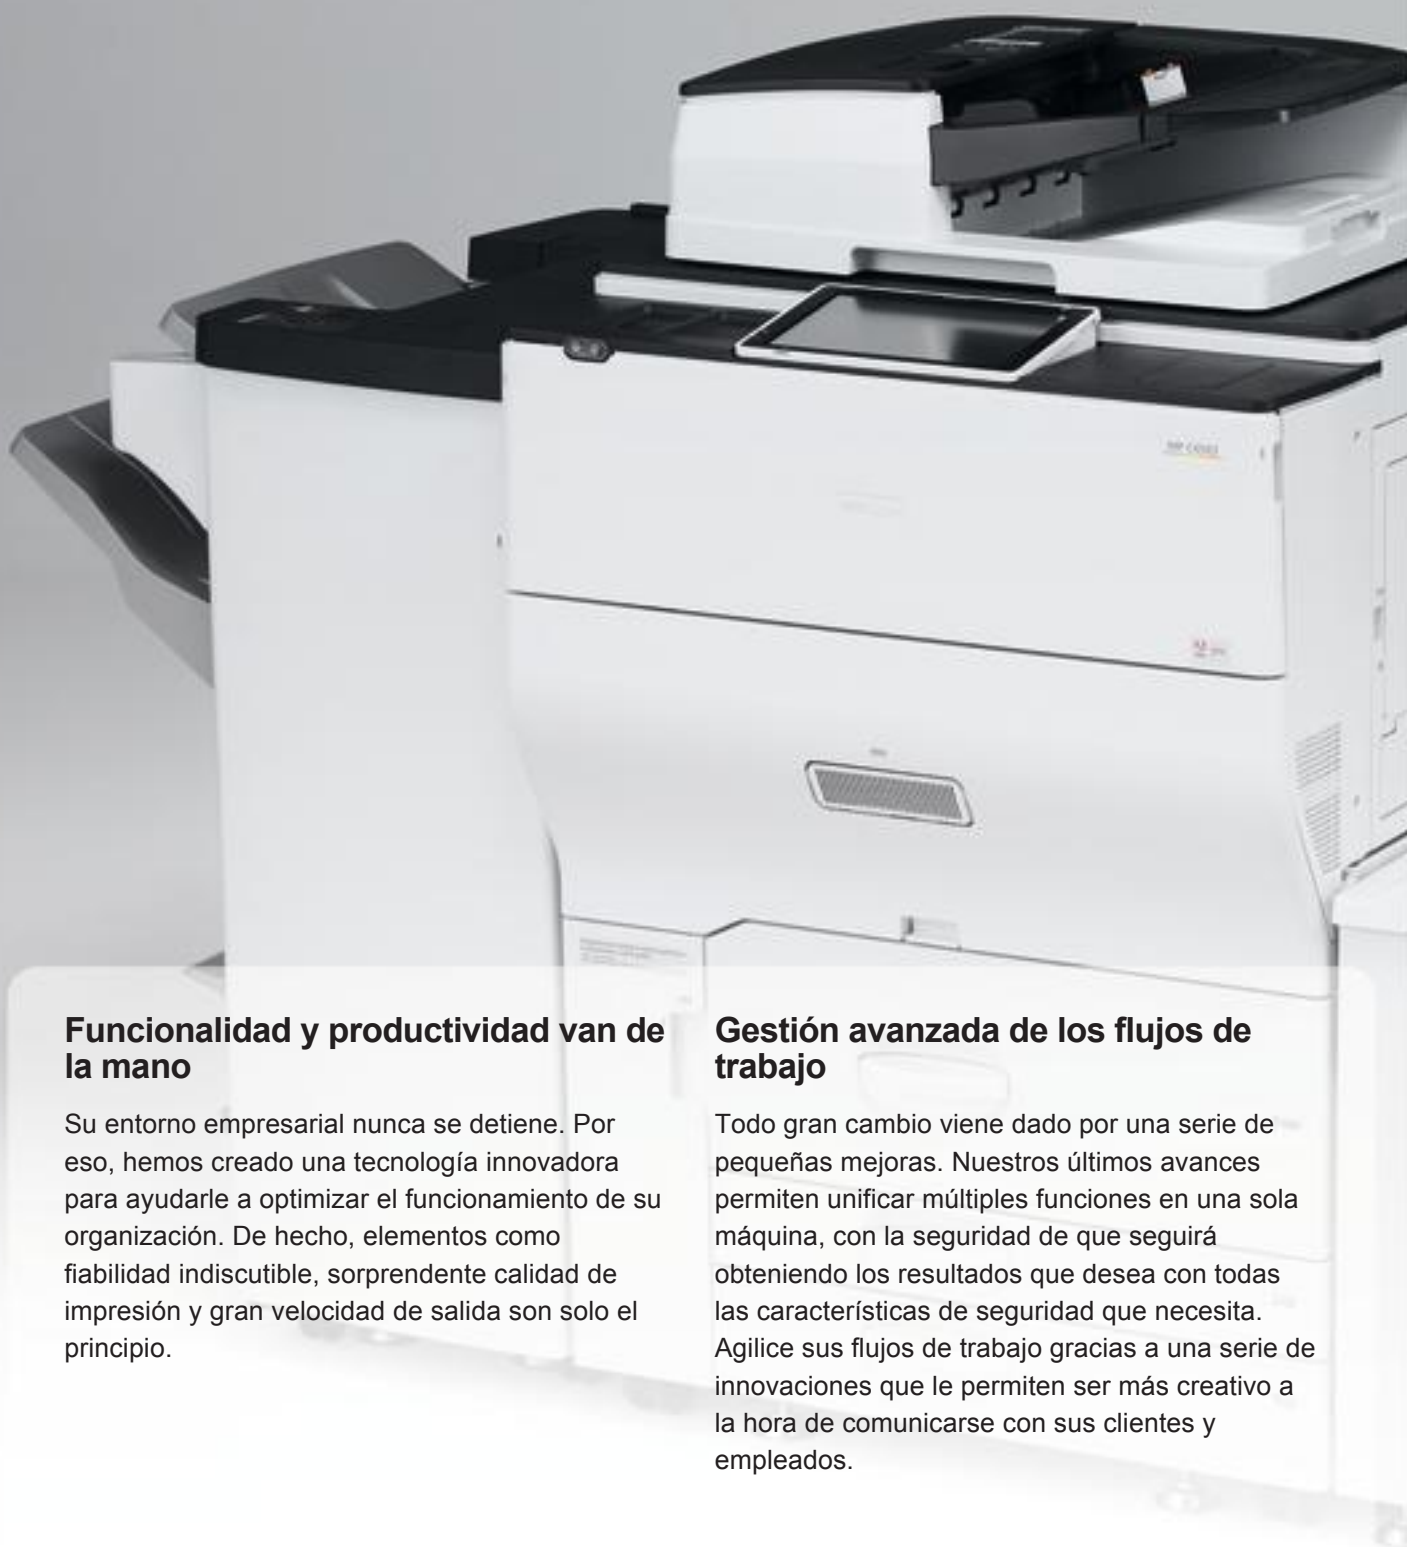 Funcionalidad y productividad van de
la mano
Su entorno empresarial nunca se detiene. Por
eso, hemos creado una tecnología innovadora
para ayudarle a optimizar el funcionamiento de su
organización. De hecho, elementos como
fiabilidad indiscutible, sorprendente calidad de
impresión y gran velocidad de salida son solo el
principio.
Gestión avanzada de los flujos de
trabajo
Todo gran cambio viene dado por una serie de
pequeñas mejoras. Nuestros últimos avances
permiten unificar múltiples funciones en una sola
máquina, con la seguridad de que seguirá
obteniendo los resultados que desea con todas
las características de seguridad que necesita.
Agilice sus flujos de trabajo gracias a una serie de
innovaciones que le permiten ser más creativo a
la hora de comunicarse con sus clientes y
empleados.